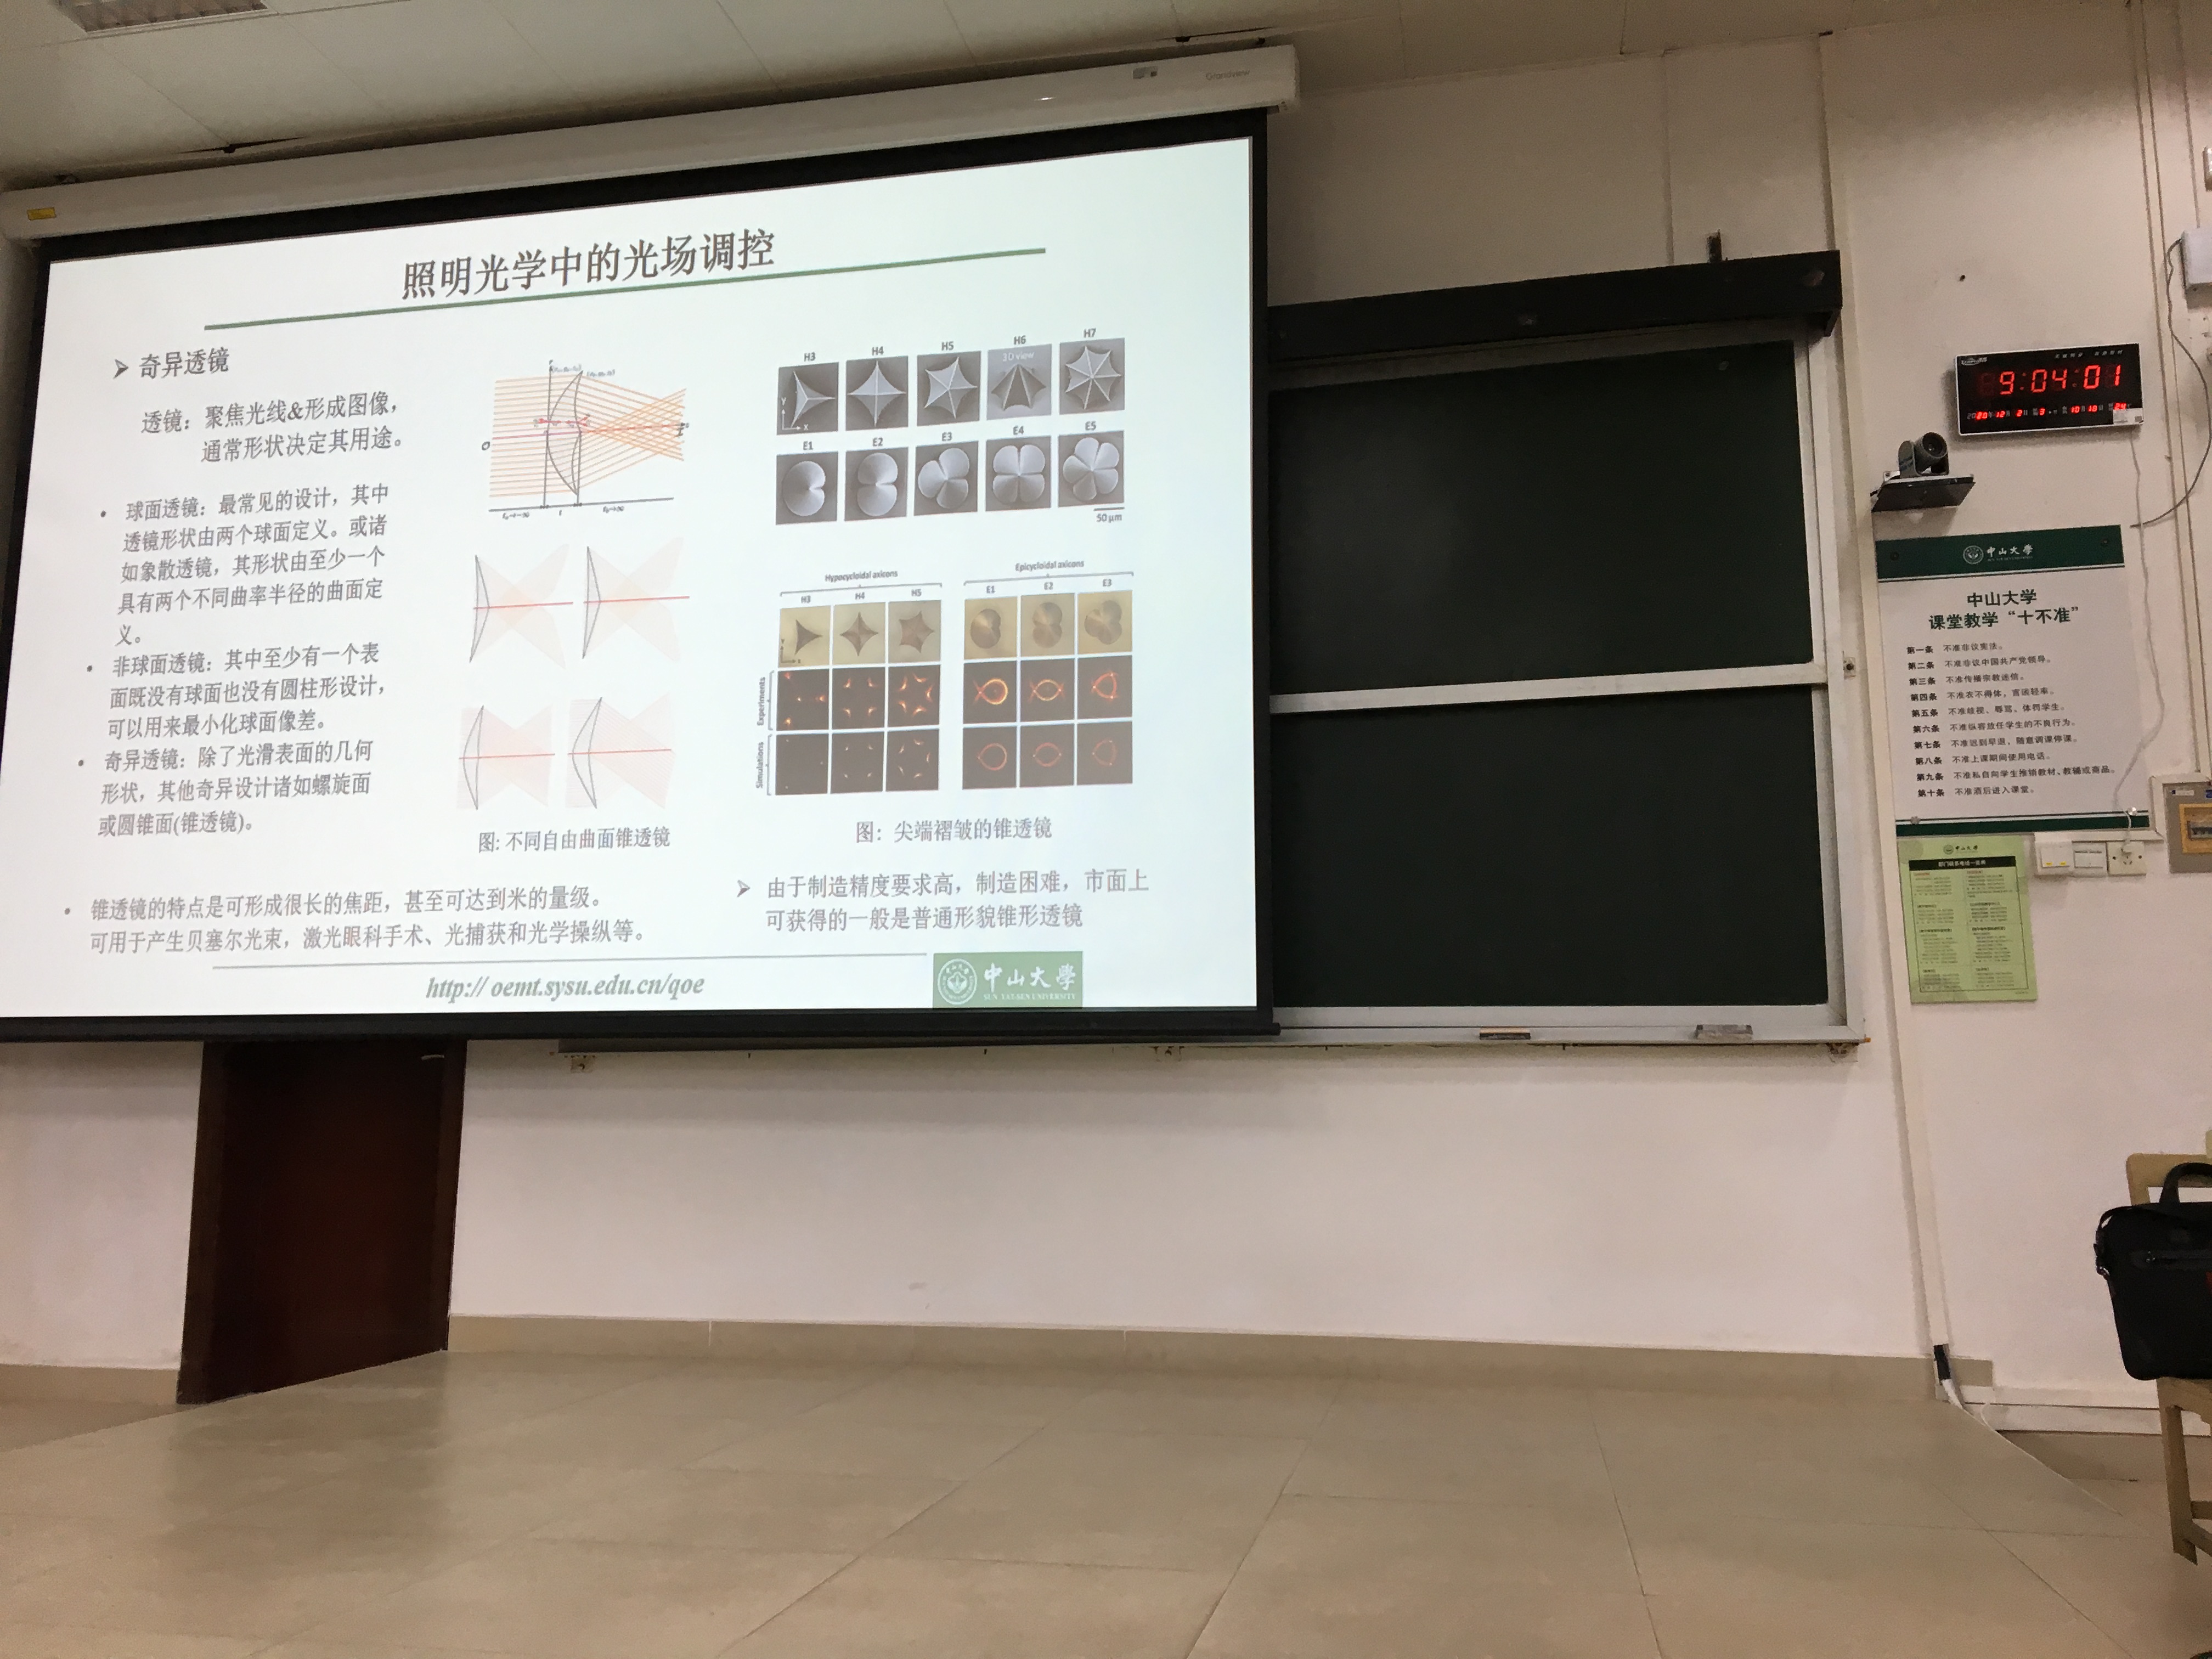 Grandview
照明光学中的光场调控
➢ 奇异透镜
透镜：聚焦光线&形成图像，
通常形状决定其用途。
• 球面透镜：最常见的设计，其中
透镜形状由两个球面定义。或诸
如象散透镜，其形状由至少一个
具有两个不同曲率半径的曲面定
义。
• 非球面透镜：其中至少有一个表
面既没有球面也没有圆柱形设计，
可以用来最小化球面像差。
• 奇异透镜：除了光滑表面的几何
形状，其他奇异设计诸如螺旋面
或圆锥面(锥透镜)。
图: 不同自由曲面锥透镜
• 锥透镜的特点是可形成很长的焦距，甚至可达到米的量级。
可用于产生贝塞尔光束，激光眼科手术、光捕获和光学操纵等。
H3 H4 H5 H6 H7
3D view
Y
X
E1 E2 E3 E4 E5
50 μm
Hypocycloidal axicons Epicycloidal axicons
H3 H4 H5 E1 E2 E3
Experiments
Simulations
图：尖端褶皱的锥透镜
➢ 由于制造精度要求高，制造困难，市面上
可获得的一般是普通形貌锥形透镜
http:// oemt.sysu.edu.cn/qoe
中山大學
SUN YAT-SEN UNIVERSITY
9:04:01
中山大學
中山大学
课堂教学“十不准”
第一条 不准非议宪法。
第二条 不准非议中国共产党领导。
第三条 不准传播宗教迷信。
第四条 不准衣不得体，言谈轻率。
第五条 不准歧视、辱骂、体罚学生。
第六条 不准纵容放任学生的不良行为。
第七条 不准迟到早退，随意调课停课。
第八条 不准上课期间使用电话。
第九条 不准私自向学生推销教材、教辅或商品。
第十条 不准酒后进入课堂。
中山大學